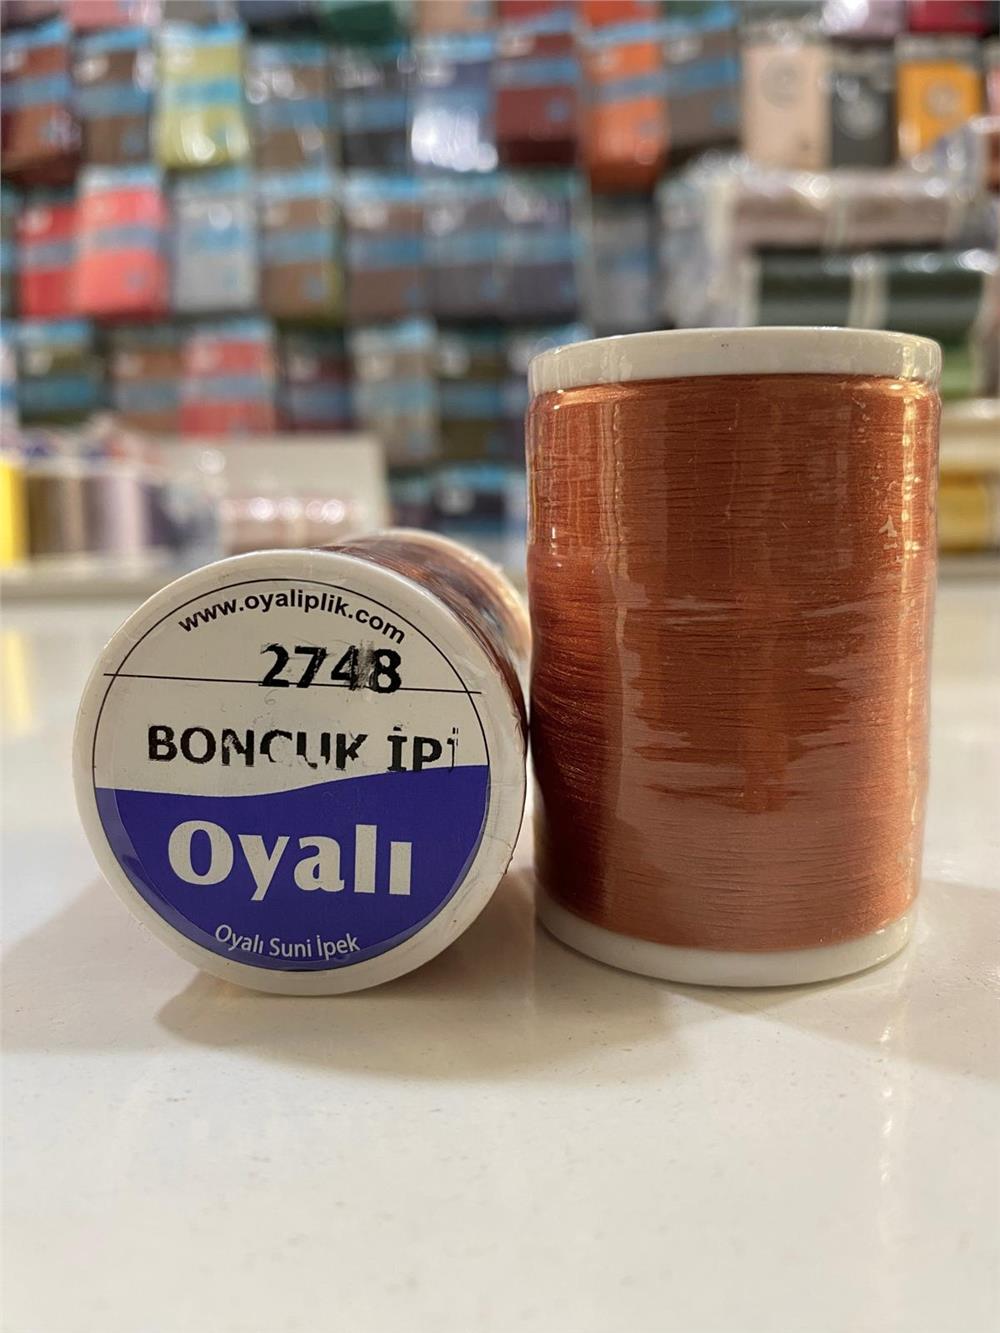 www.oyaliplik.com
2748
BONCUK İPİ
Oyalı
Oyalı Suni İpek